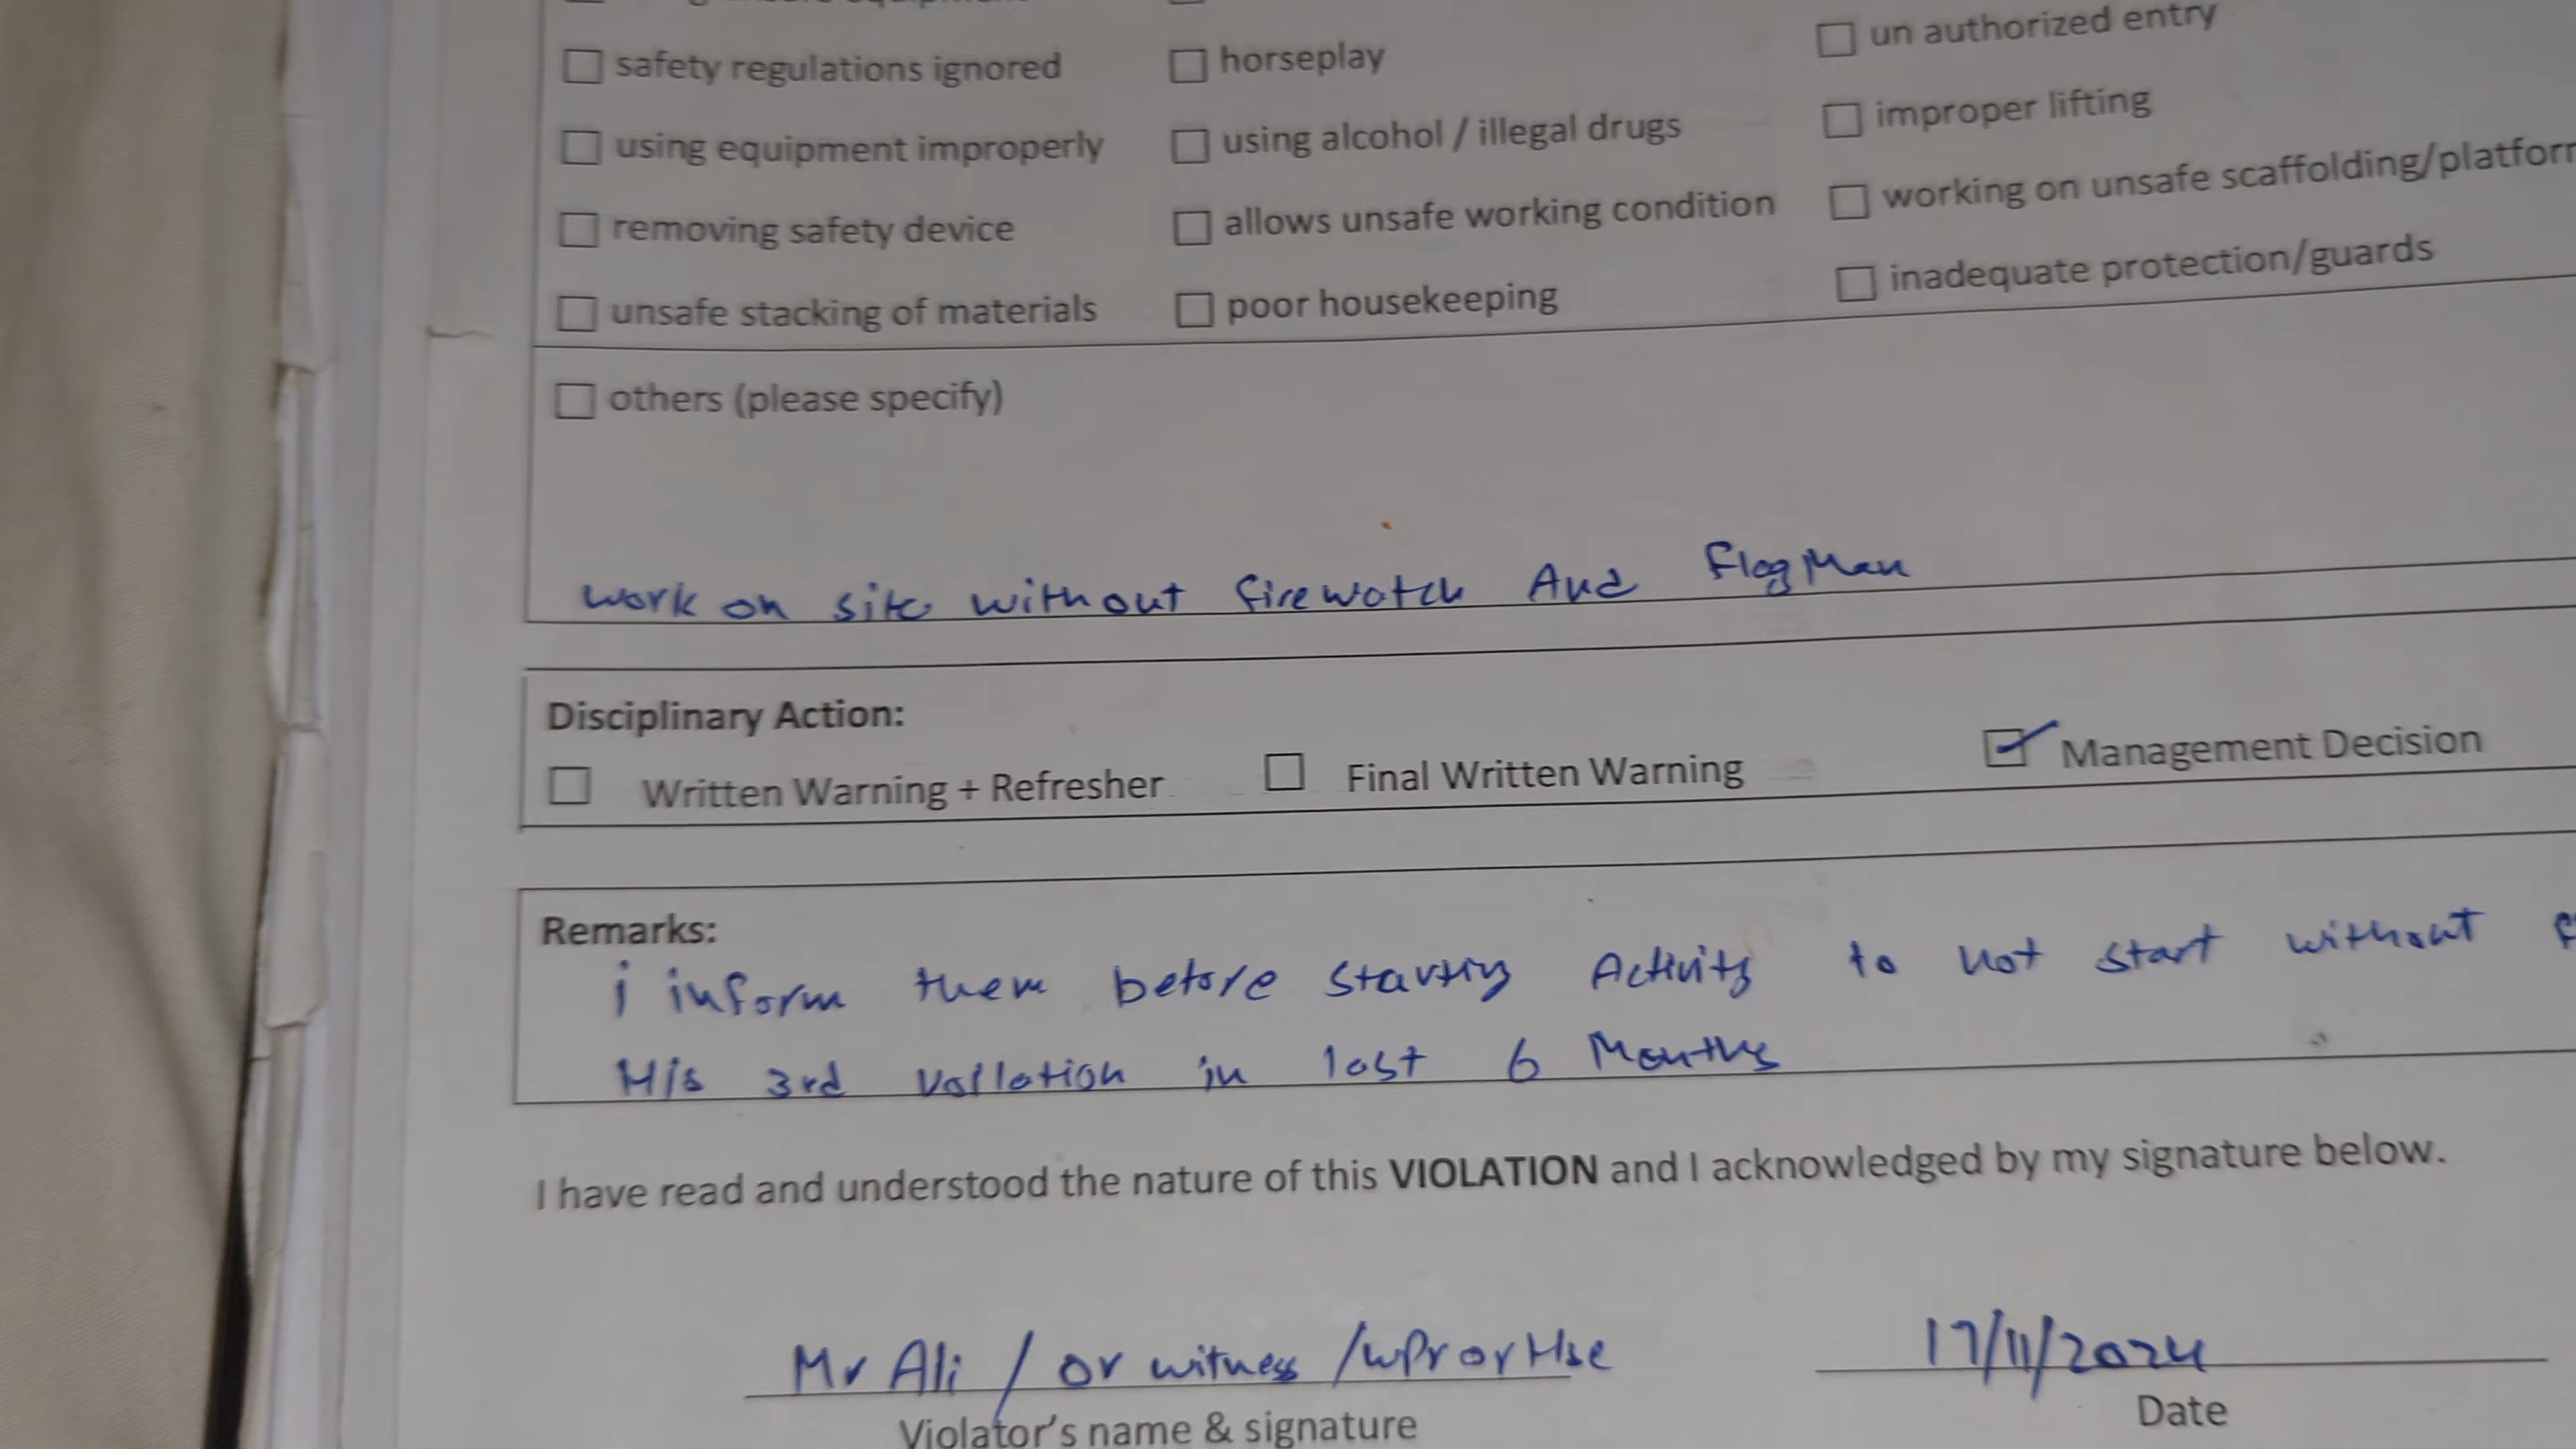 safety regulations ignored
horseplay
un authorized entry
using equipment improperly
using alcohol / illegal drugs
improper lifting
removing safety device
allows unsafe working condition
working on unsafe scaffolding/platfor
unsafe stacking of materials
poor housekeeping
inadequate protection/guards
others (please specify)
work on site without firewatch And FlagMan
Disciplinary Action:
Written Warning + Refresher
Final Written Warning
Management Decision
Remarks:
i inform them before starting Activity to not start without
His 3rd vallation in last 6 Months
I have read and understood the nature of this VIOLATION and I acknowledged by my signature below.
Mr Ali / or witness / wPr or Hse
17/11/2024
Violator's name & signature
Date